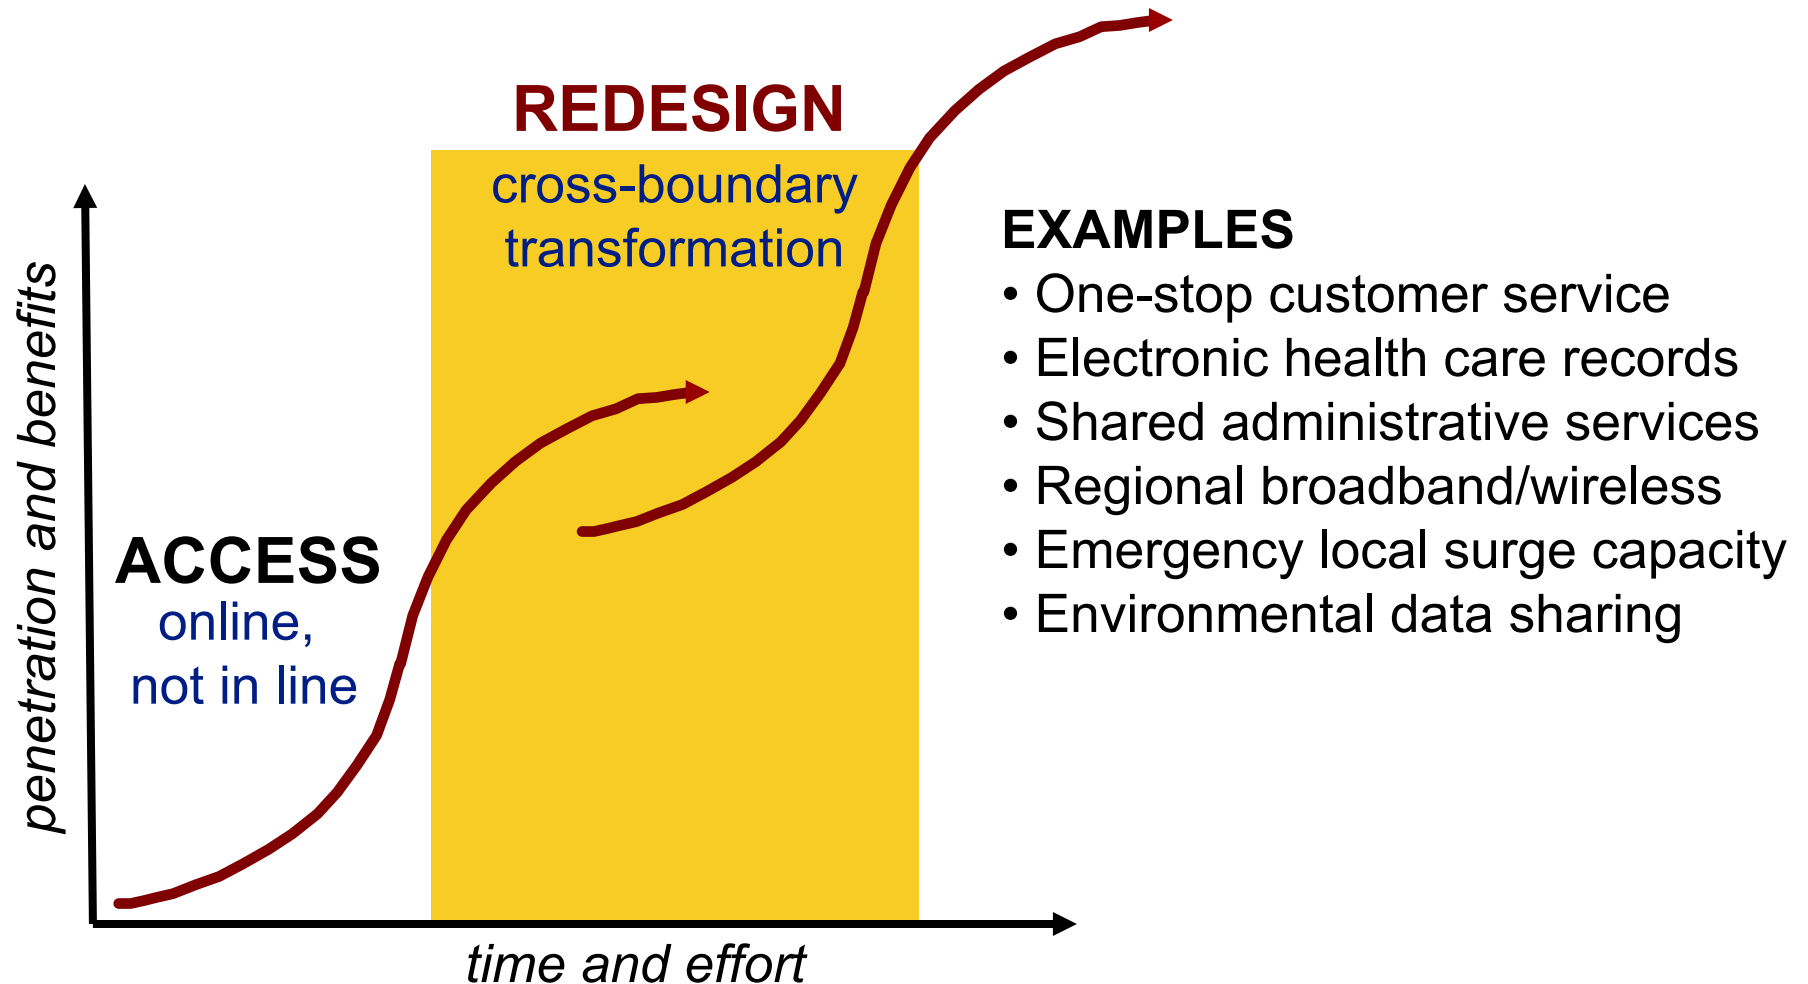 REDESIGN
cross-boundary
transformation
penetration and benefits
ACCESS
online,
not in line
time and effort
EXAMPLES
• One-stop customer service
• Electronic health care records
• Shared administrative services
• Regional broadband/wireless
• Emergency local surge capacity
• Environmental data sharing